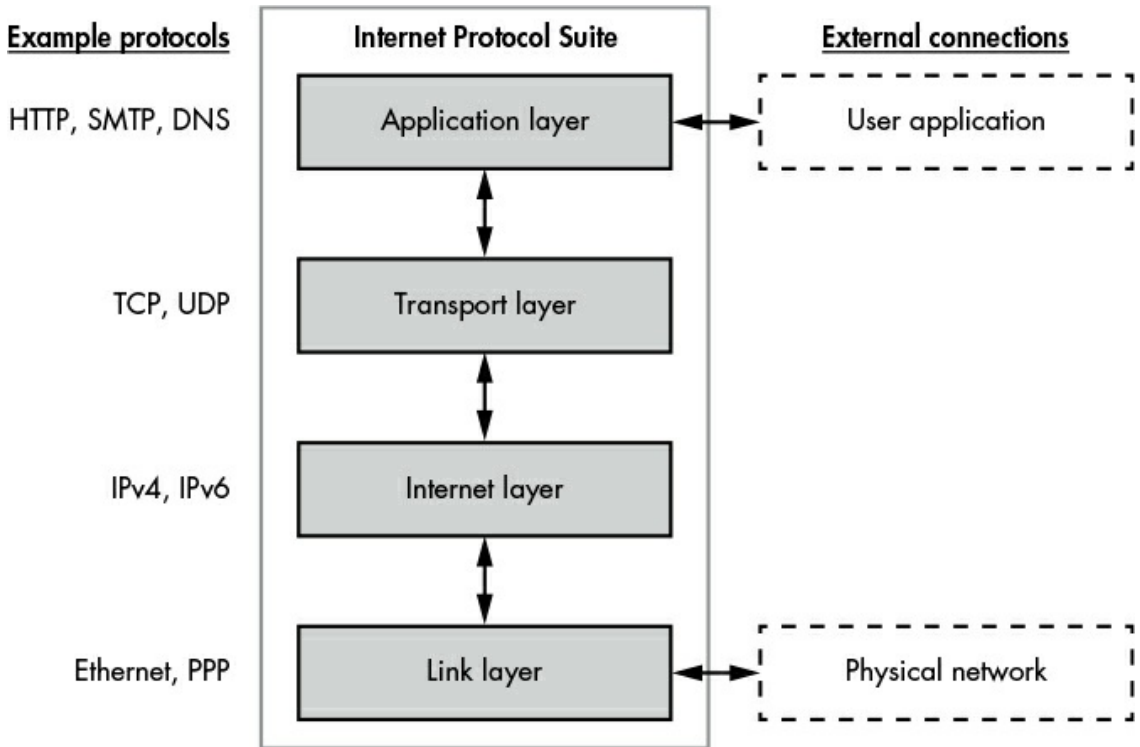 Example protocols
Internet Protocol Suite
External connections
HTTP, SMTP, DNS
Application layer
User application
TCP, UDP
Transport layer
IPv4, IPv6
Internet layer
Ethernet, PPP
Link layer
Physical network